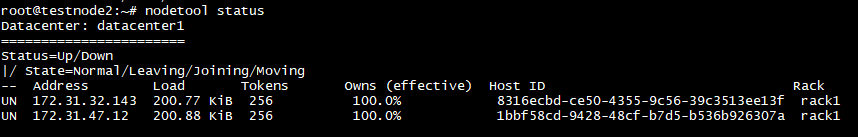 root@testnode2:~# nodetool status
Datacenter: datacenter1
=======================
Status=Up/Down
|/ State=Normal/Leaving/Joining/Moving
--  Address        Load        Tokens        Owns (effective)  Host ID                               Rack
UN  172.31.32.143  200.77 KiB  256           100.0%            8316ecbd-ce50-4355-9c56-39c3513ee13f  rack1
UN  172.31.47.12   200.88 KiB  256           100.0%            1bbf58cd-9428-48cf-b7d5-b536b926307a  rack1